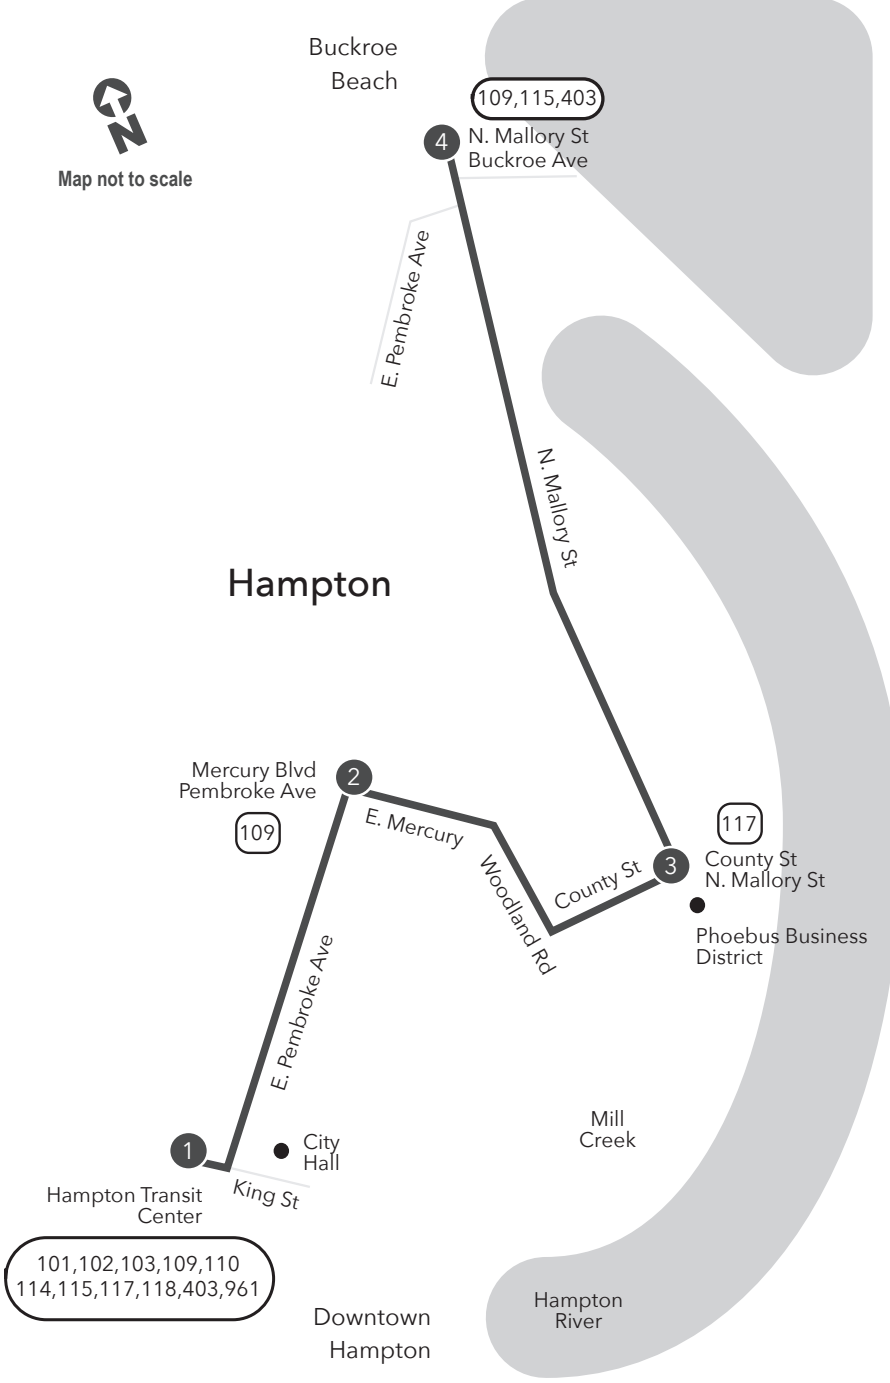 Buckroe
Beach
109,115,403
4
N. Mallory St
Buckroe Ave
N
Map not to scale
E. Pembroke Ave
N. Mallory St
Hampton
Mercury Blvd
Pembroke Ave
2
109
E. Mercury
Woodland Rd
County St
3
117
County St
N. Mallory St
Phoebus Business
District
E. Pembroke Ave
1
City
Hall
King St
Hampton Transit
Center
101,102,103,109,110
114,115,117,118,403,961
Mill
Creek
Downtown
Hampton
Hampton
River